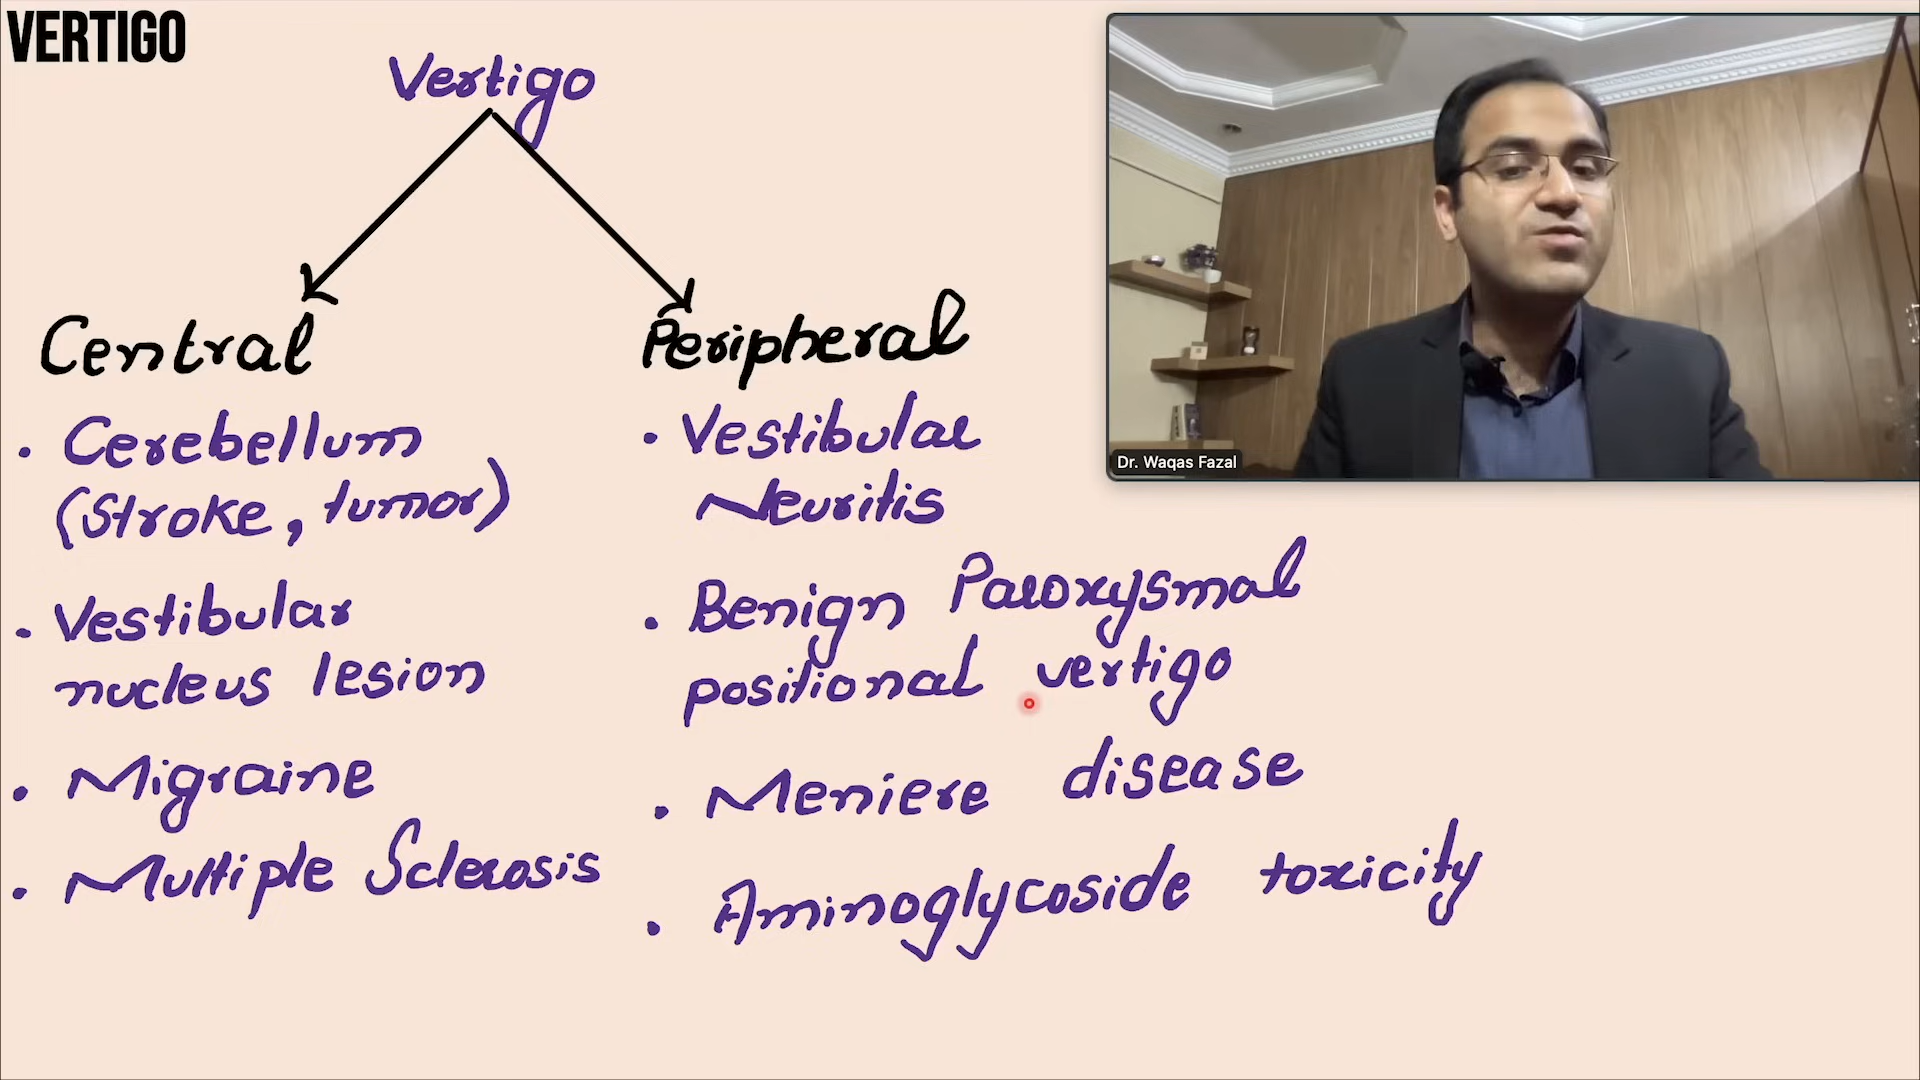 VERTIGO
Vertigo
Central
• Cerebellum
(Stroke, tumor)
• Vestibular
nucleus lesion
• Migraine
• Multiple Sclerosis
Peripheral
• Vestibular
Neuritis
• Benign Paroxysmal
positional vertigo
• Meniere disease
• Aminoglycoside toxicity
Dr. Waqas Fazal